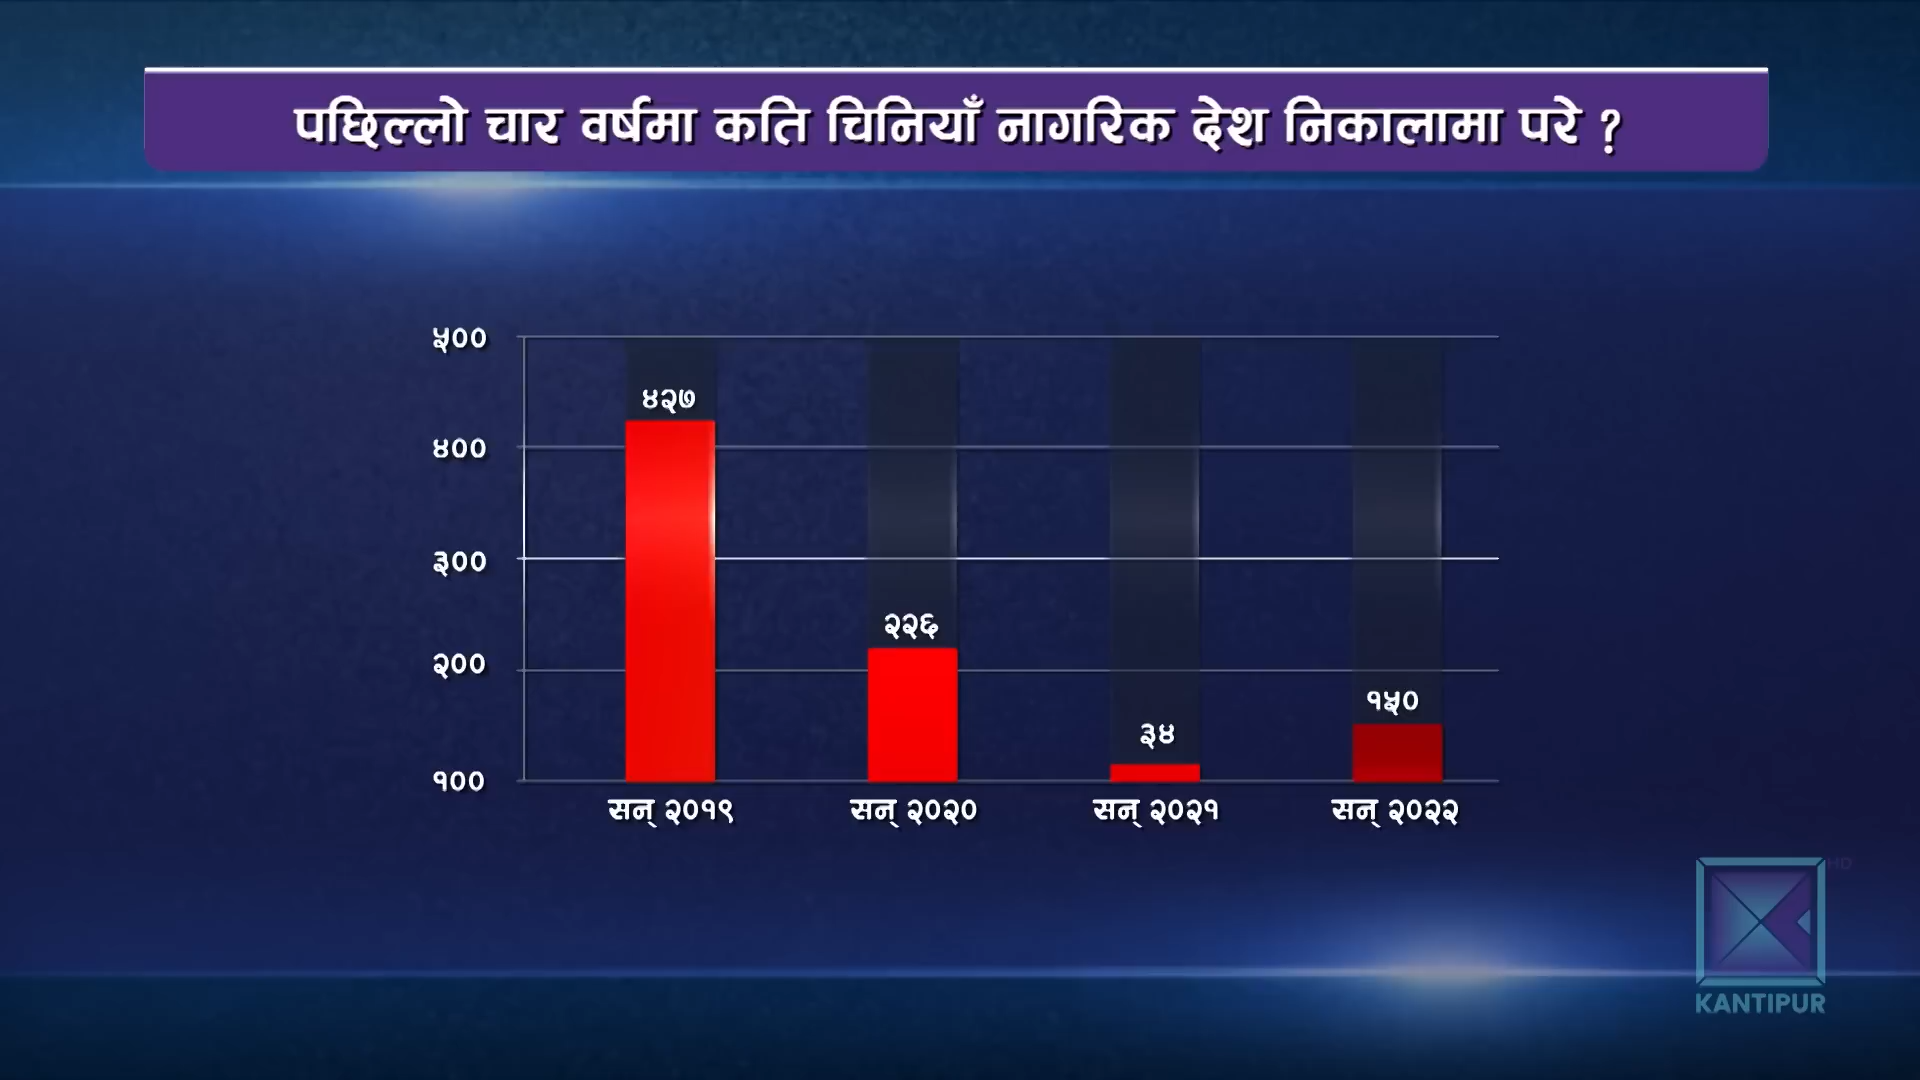 पछिल्लो चार वर्षमा कति चिनियाँ नागरिक देश निकालामा परे ?
५००
४००
३००
२००
१००
४२७
२२६
३४
१५०
सन् २०१९
सन् २०२०
सन् २०२१
सन् २०२२
HD
KANTIPUR